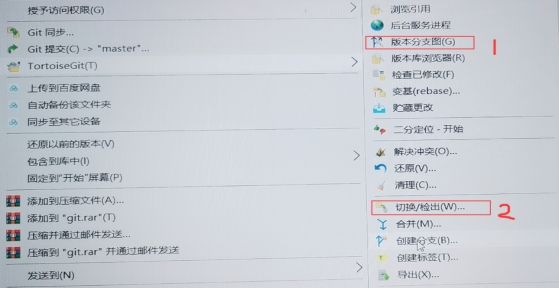 授予访问权限(G)
Git 同步...
Git 提交(C) -> "master"...
TortoiseGit(T)
上传到百度网盘
自动备份该文件夹
同步至其它设备
还原以前的版本(V)
包含到库中(I)
固定到"开始"屏幕(P)
添加到压缩文件(A)...
添加到 "git.rar"(T)
压缩并通过邮件发送...
压缩到 "git.rar" 并通过邮件发送
发送到(N)
浏览引用
后台服务进程
版本分支图(G)
1
版本库浏览器(R)
检查已修改(F)
变基(rebase)...
贮藏更改
二分定位 - 开始
解决冲突(O)...
还原(V)...
清理(C)...
切换/检出(W)...
2
合并(M)...
创建分支(B)...
创建标签(T)...
导出(X)...